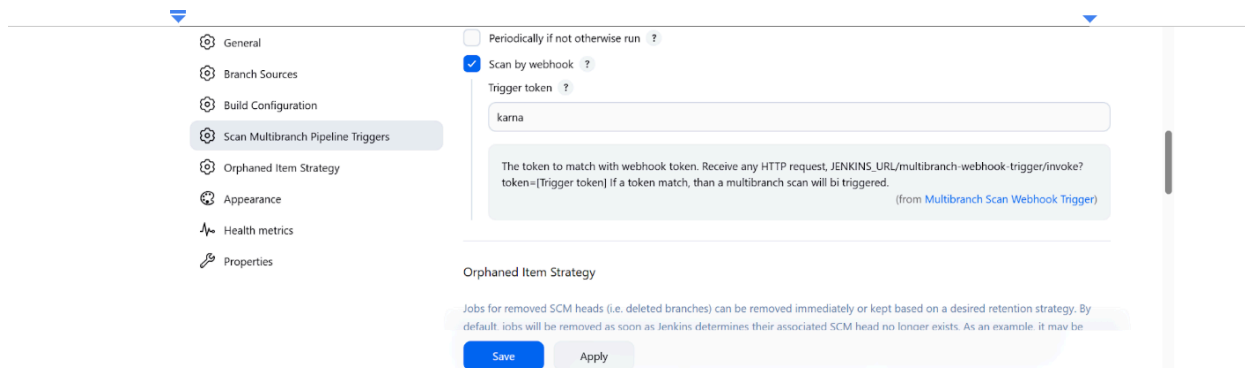 General
Branch Sources
Build Configuration
Scan Multibranch Pipeline Triggers
Orphaned Item Strategy
Appearance
Health metrics
Properties
Periodically if not otherwise run ?
Scan by webhook ?
Trigger token ?
karna
The token to match with webhook token. Receive any HTTP request, JENKINS_URL/multibranch-webhook-trigger/invoke?
token=[Trigger token] If a token match, than a multibranch scan will bi triggered.
(from Multibranch Scan Webhook Trigger)
Orphaned Item Strategy
Jobs for removed SCM heads (i.e. deleted branches) can be removed immediately or kept based on a desired retention strategy. By
default, jobs will be removed as soon as Jenkins determines their associated SCM head no longer exists. As an example, it may be
Save
Apply